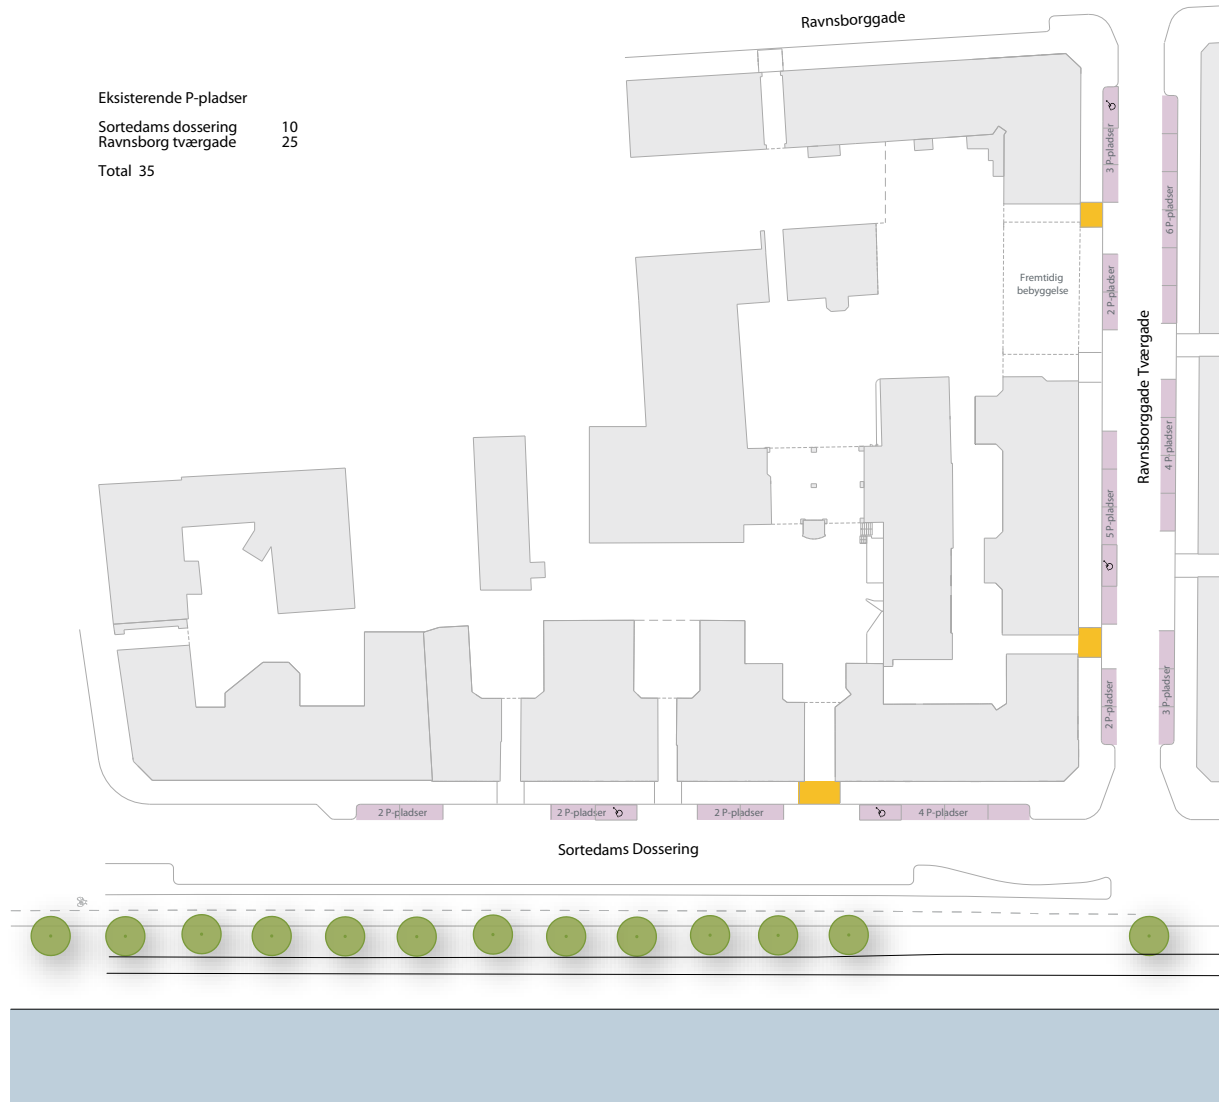 Ravnsborggade
Eksisterende P-pladser
Sortedams dossering 10
Ravnsborg tværgade 25
Total 35
3 P-pladser
6 P-pladser
Fremtidig
bebyggelse
2 P-pladser
Ravnsborggade Tværgade
4 P-pladser
5 P-pladser
2 P-pladser
3 P-pladser
2 P-pladser
2 P-pladser
2 P-pladser
4 P-pladser
Sortedams Dossering